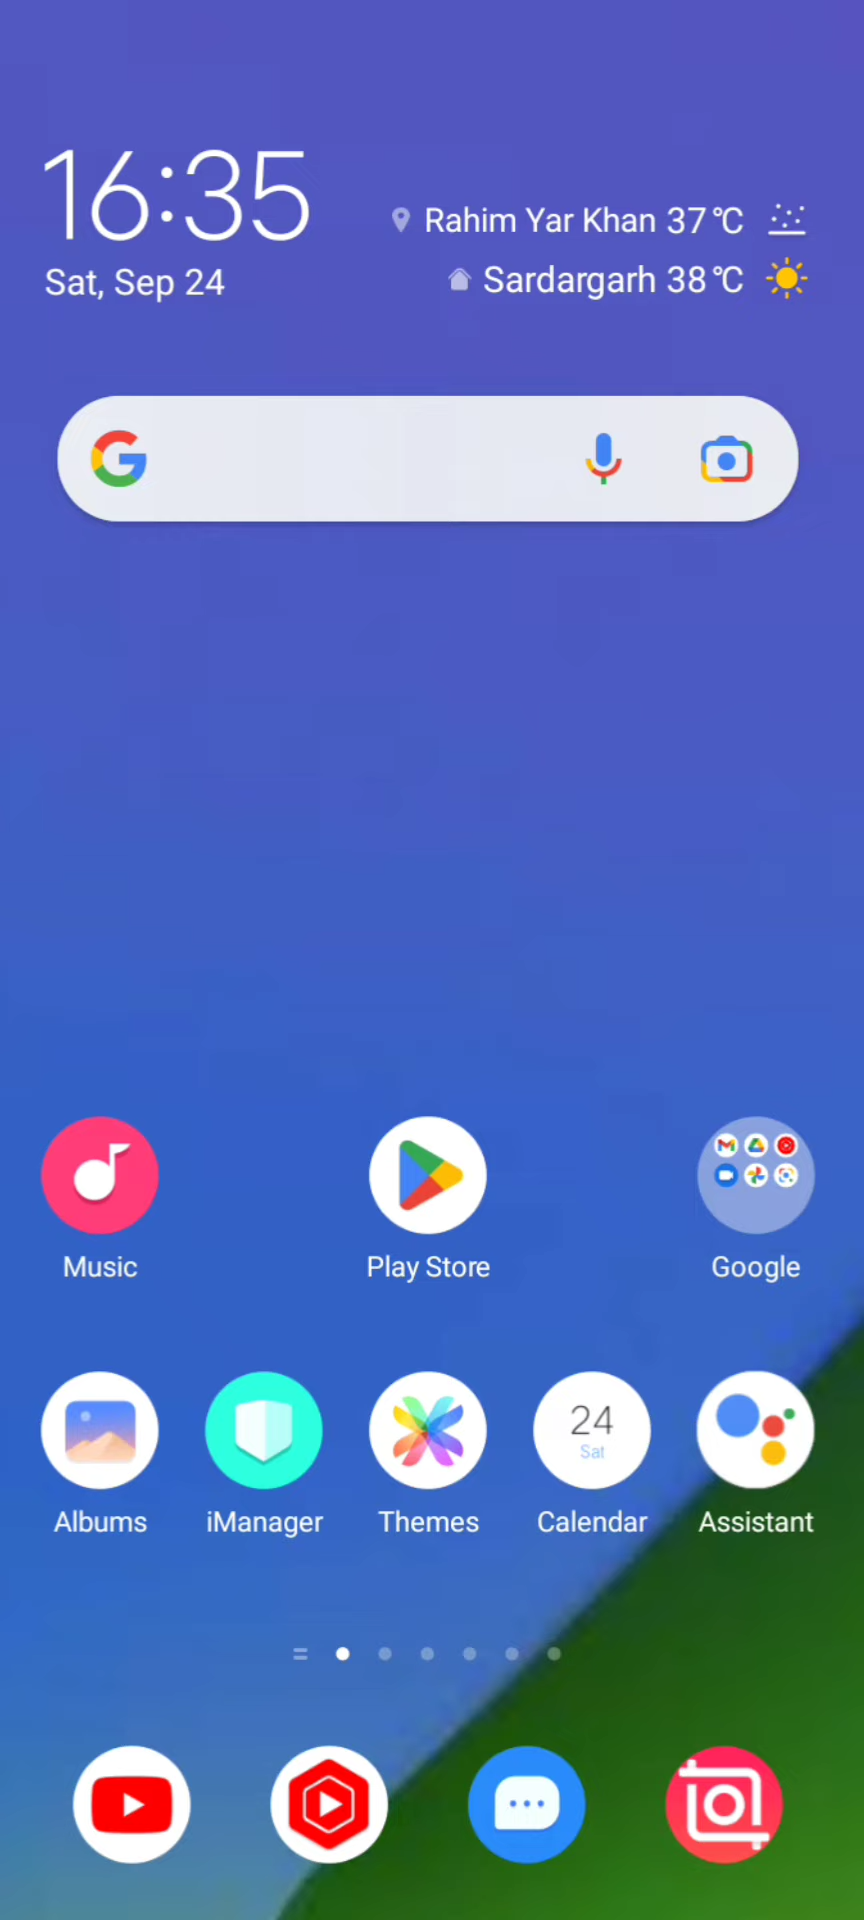 16:35
Rahim Yar Khan 37℃
Sat, Sep 24
Sardargarh 38℃
Music
Play Store
Google
24
Sat
Albums
iManager
Themes
Calendar
Assistant